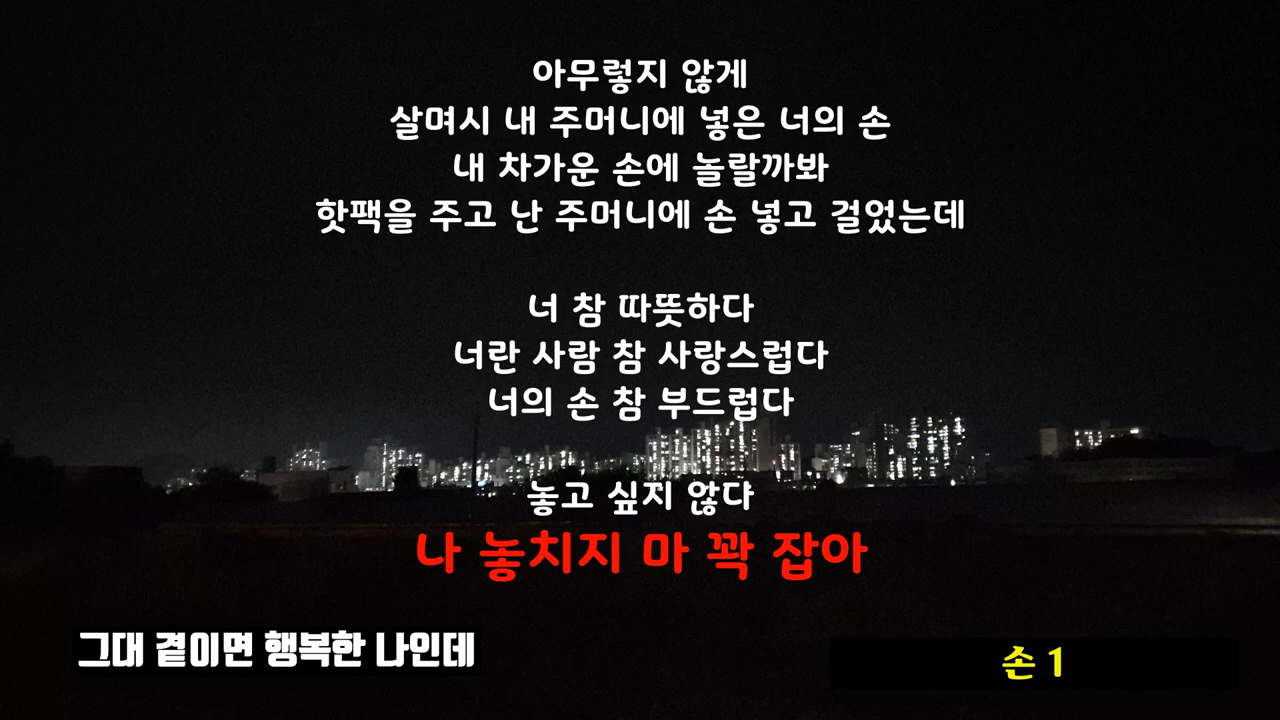 아무렇지 않게
살며시 내 주머니에 넣은 너의 손
내 차가운 손에 놀랄까봐
핫팩을 주고 난 주머니에 손 넣고 걸었는데
너 참 따뜻하다
너란 사람 참 사랑스럽다
너의 손 참 부드럽다
놓고 싶지 않다
나 놓치지 마 꽉 잡아
그대 곁이면 행복한 나인데
손 1